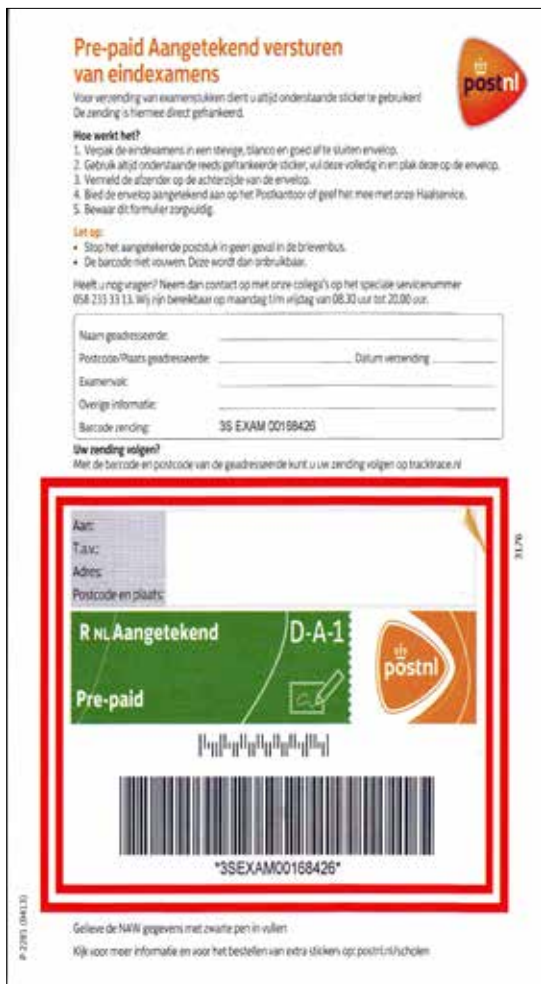 Pre-paid Aangetekend versturen
van eindexamens
postnl
Voor verzending van examenstukken dient u altijd onderstaande sticker te gebruiken!
De zending is hiermee direct gefrankeerd.
Hoe werkt het?
1. Verpak de eindexamens in een stevige, blanco en goed af te sluiten envelop.
2. Gebruik altijd onderstaande reeds gefrankeerde sticker, vul deze volledig in en plak deze op de envelop.
3. Vermeld de afzender op de achterzijde van de envelop.
4. Bied de envelop aangetekend aan op het Postkantoor of geef het mee met onze Haalservice.
5. Bewaar dit formulier zorgvuldig.
Let op:
• Stop het aangetekende poststuk in geen geval in de brievenbus.
• De barcode niet vouwen. Deze wordt dan onbruikbaar.
Heeft u nog vragen? Neem dan contact op met onze collega's op het speciale servicenummer
058 233 33 13. Wij zijn bereikbaar op maandag t/m vrijdag van 08.30 uur tot 20.00 uur.
Naam geadresseerde:
Postcode/Plaats geadresseerde: Datum verzending
Examenvak:
Overige informatie:
Barcode zending: 3S EXAM 00168426
Uw zending volgen?
Met de barcode en postcode van de geadresseerde kunt u uw zending volgen op tracktrace.nl
Aan:
T.a.v.:
Adres:
Postcode en plaats:
3176
R NL Aangetekend D-A-1
Pre-paid
postnl
*3SEXAM00168426*
P-2281 (0413)
Gelieve de NAW gegevens met zwarte pen in vullen
Kijk voor meer informatie en voor het bestellen van extra stickers op: postnl.nl/scholen